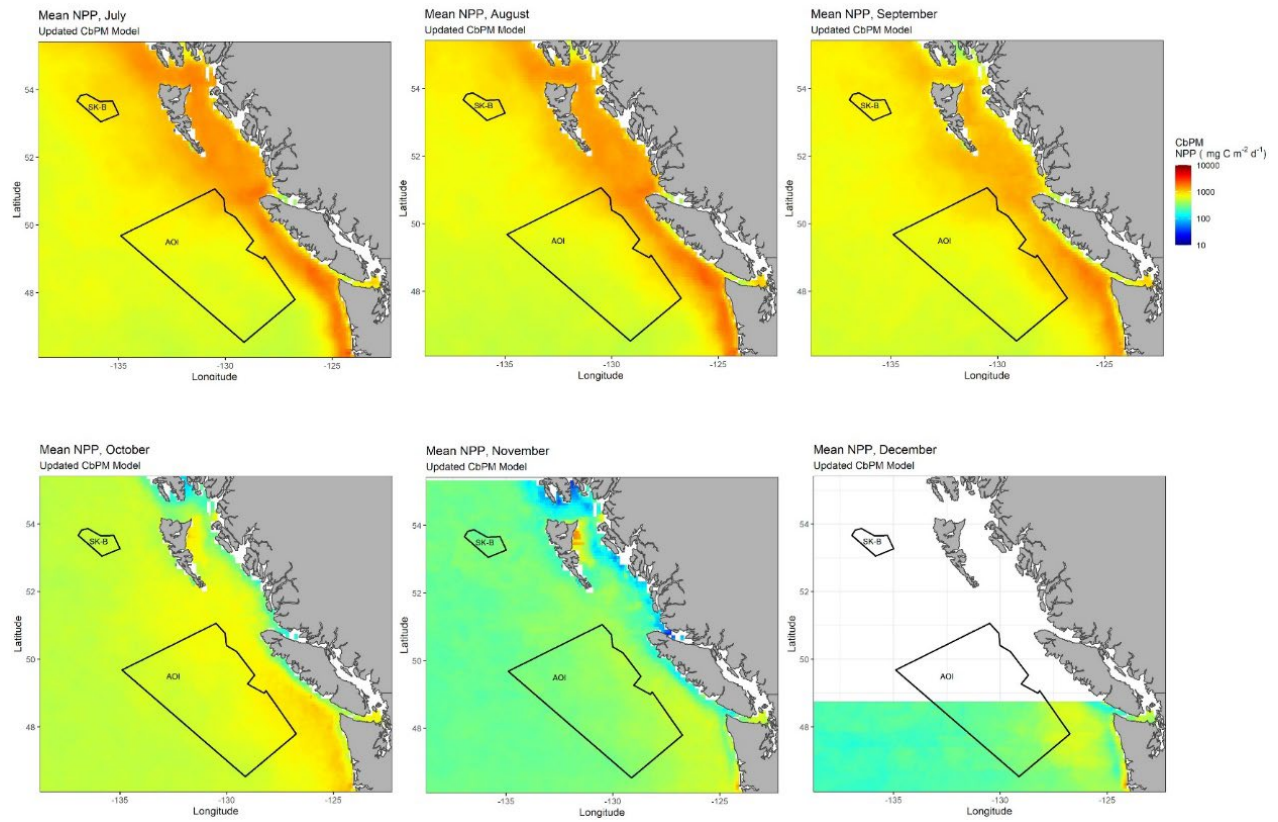 Mean NPP, July
Updated CbPM Model
54
52
50
48
Latitude
SK-B
AOI
-135
-130
-125
Longitude
Mean NPP, August
Updated CbPM Model
54
52
50
48
Latitude
SK-B
AOI
-135
-130
-125
Longitude
Mean NPP, September
Updated CbPM Model
54
52
50
48
Latitude
SK-B
AOI
-135
-130
-125
Longitude
CbPM
NPP ( mg C m⁻² d⁻¹)
10000
1000
100
10
Mean NPP, October
Updated CbPM Model
54
52
50
48
Latitude
SK-B
AOI
-135
-130
-125
Longitude
Mean NPP, November
Updated CbPM Model
54
52
50
48
Latitude
SK-B
AOI
-135
-130
-125
Longitude
Mean NPP, December
Updated CbPM Model
54
52
50
48
Latitude
SK-B
AOI
-135
-130
-125
Longitude